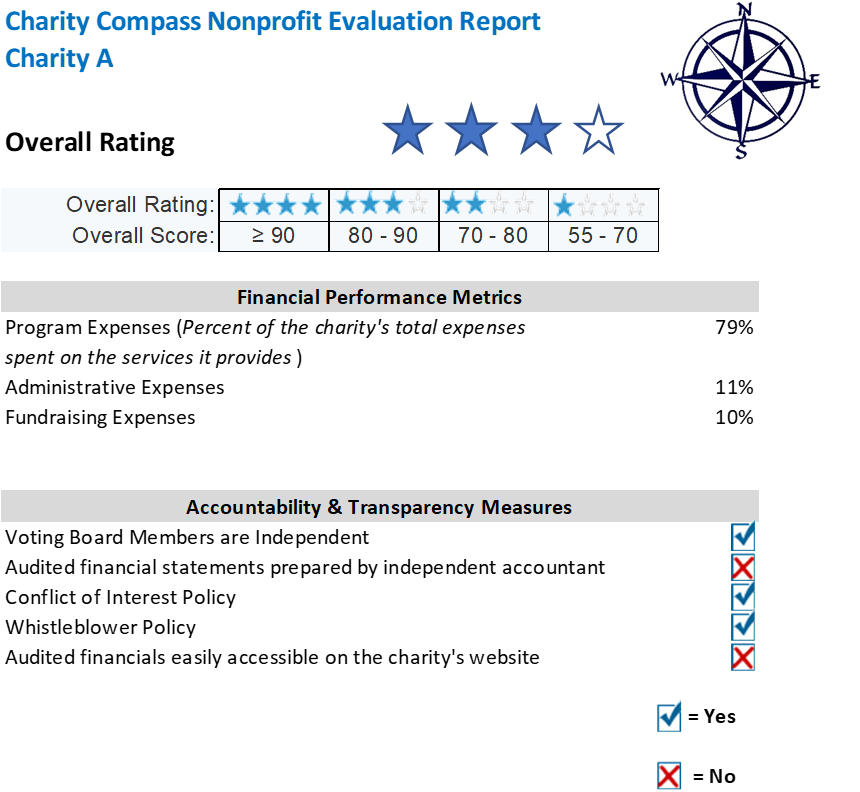 Charity Compass Nonprofit Evaluation Report
Charity A
N
W
E
S
Overall Rating
Overall Rating:
Overall Score: ≥ 90 80 - 90 70 - 80 55 - 70
Financial Performance Metrics
Program Expenses (Percent of the charity's total expenses 79%
spent on the services it provides )
Administrative Expenses 11%
Fundraising Expenses 10%
Accountability & Transparency Measures
Voting Board Members are Independent
Audited financial statements prepared by independent accountant
Conflict of Interest Policy
Whistleblower Policy
Audited financials easily accessible on the charity's website
= Yes
= No